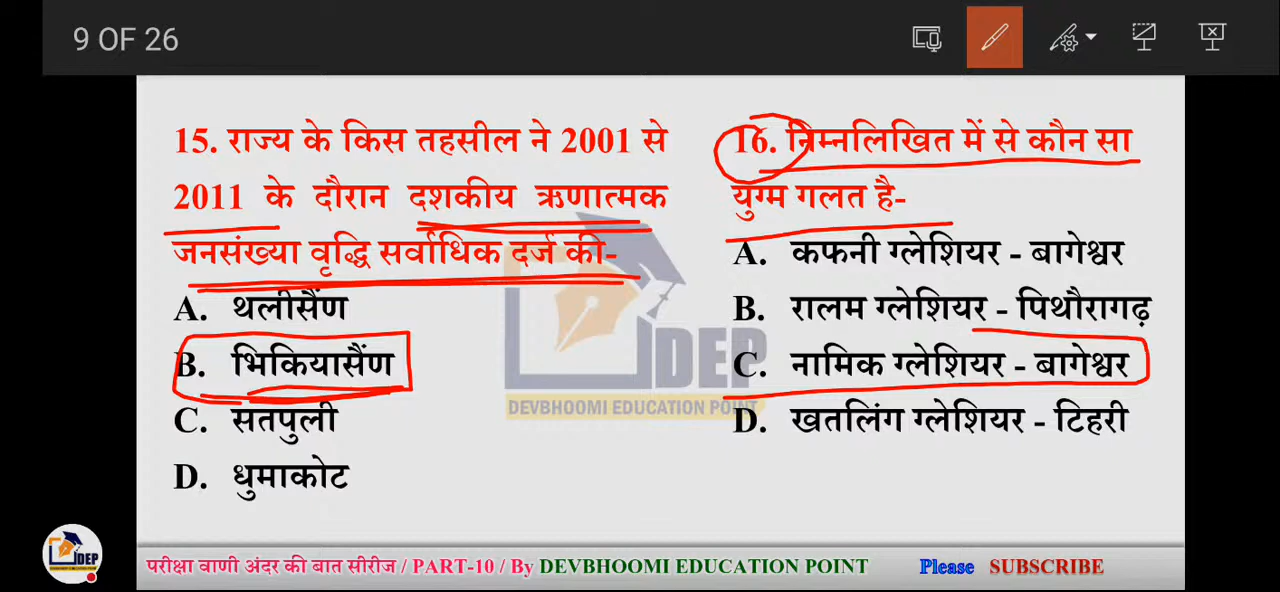 9 OF 26
15. राज्य के किस तहसील ने 2001 से
2011 के दौरान दशकीय ऋणात्मक
जनसंख्या वृद्धि सर्वाधिक दर्ज की-
A. थलीसैंण
B. भिकियासैंण
C. सतपुली
D. धुमाकोट
16. निम्नलिखित में से कौन सा
युग्म गलत है-
A. कफनी ग्लेशियर - बागेश्वर
B. रालम ग्लेशियर - पिथौरागढ़
C. नामिक ग्लेशियर - बागेश्वर
D. खतलिंग ग्लेशियर - टिहरी
DEP
DEVBHOOMI EDUCATION POINT
DEP
परीक्षा वाणी अंदर की बात सीरीज / PART-10 / By DEVBHOOMI EDUCATION POINT Please SUBSCRIBE